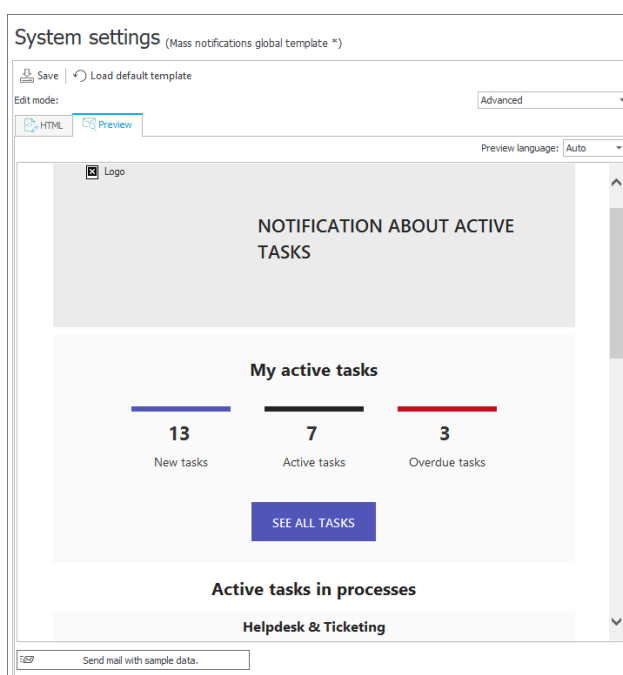 System settings (Mass notifications global template *)
Save Load default template
Edit mode: Advanced
HTML Preview
Preview language: Auto
Logo
NOTIFICATION ABOUT ACTIVE
TASKS
My active tasks
13 7 3
New tasks Active tasks Overdue tasks
SEE ALL TASKS
Active tasks in processes
Helpdesk & Ticketing
Send mail with sample data.